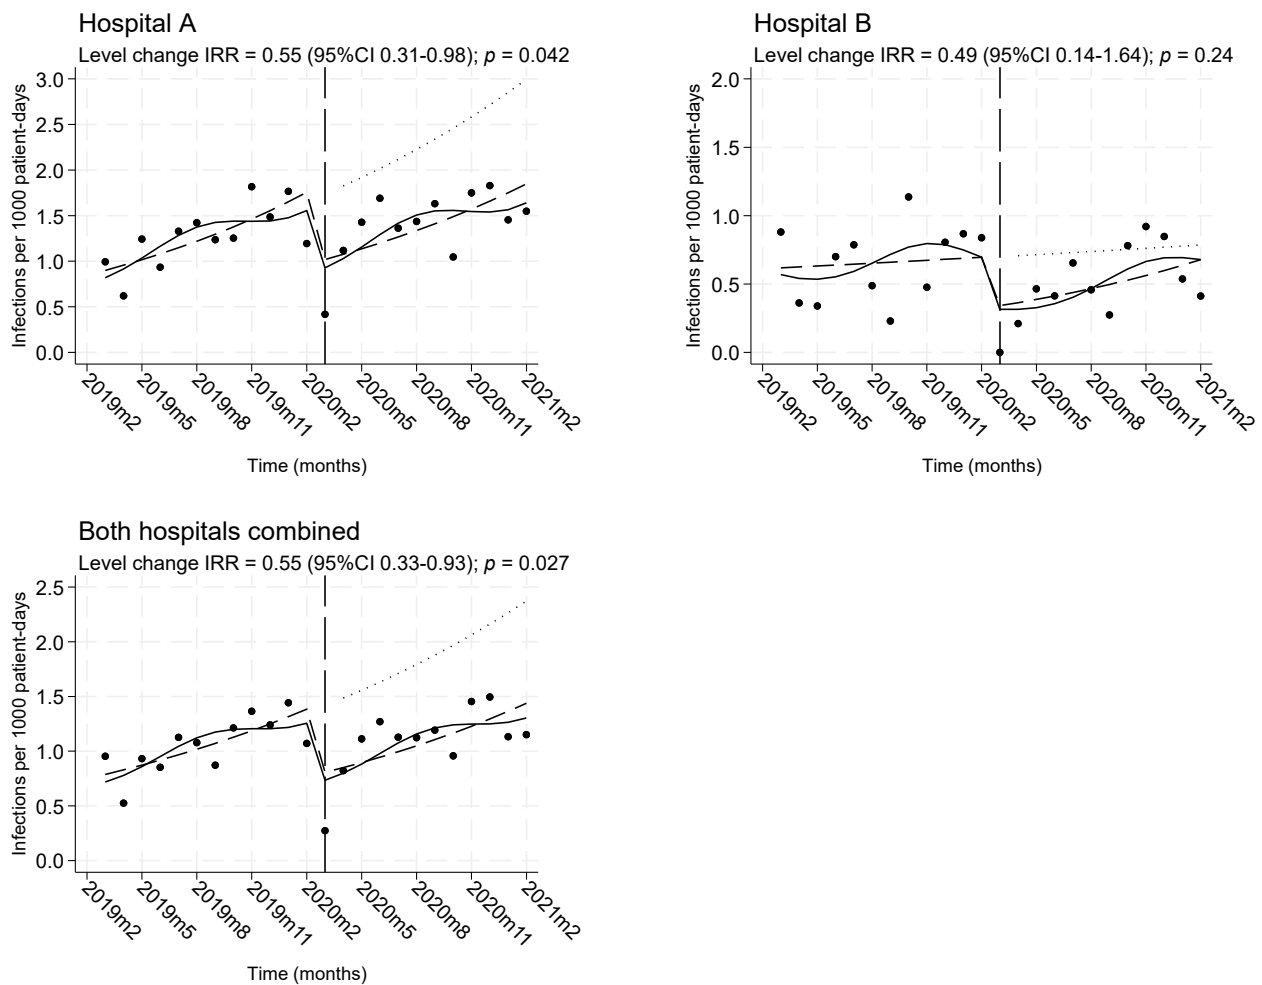 Hospital A
Level change IRR = 0.55 (95%CI 0.31-0.98); p = 0.042
Infections per 1000 patient-days
3.0
2.5
2.0
1.5
1.0
0.5
0.0
2019m2
2019m5
2019m8
2019m11
2020m2
2020m5
2020m8
2020m11
2021m2
Time (months)
Hospital B
Level change IRR = 0.49 (95%CI 0.14-1.64); p = 0.24
Infections per 1000 patient-days
2.0
1.5
1.0
0.5
0.0
2019m2
2019m5
2019m8
2019m11
2020m2
2020m5
2020m8
2020m11
2021m2
Time (months)
Both hospitals combined
Level change IRR = 0.55 (95%CI 0.33-0.93); p = 0.027
Infections per 1000 patient-days
2.5
2.0
1.5
1.0
0.5
0.0
2019m2
2019m5
2019m8
2019m11
2020m2
2020m5
2020m8
2020m11
2021m2
Time (months)